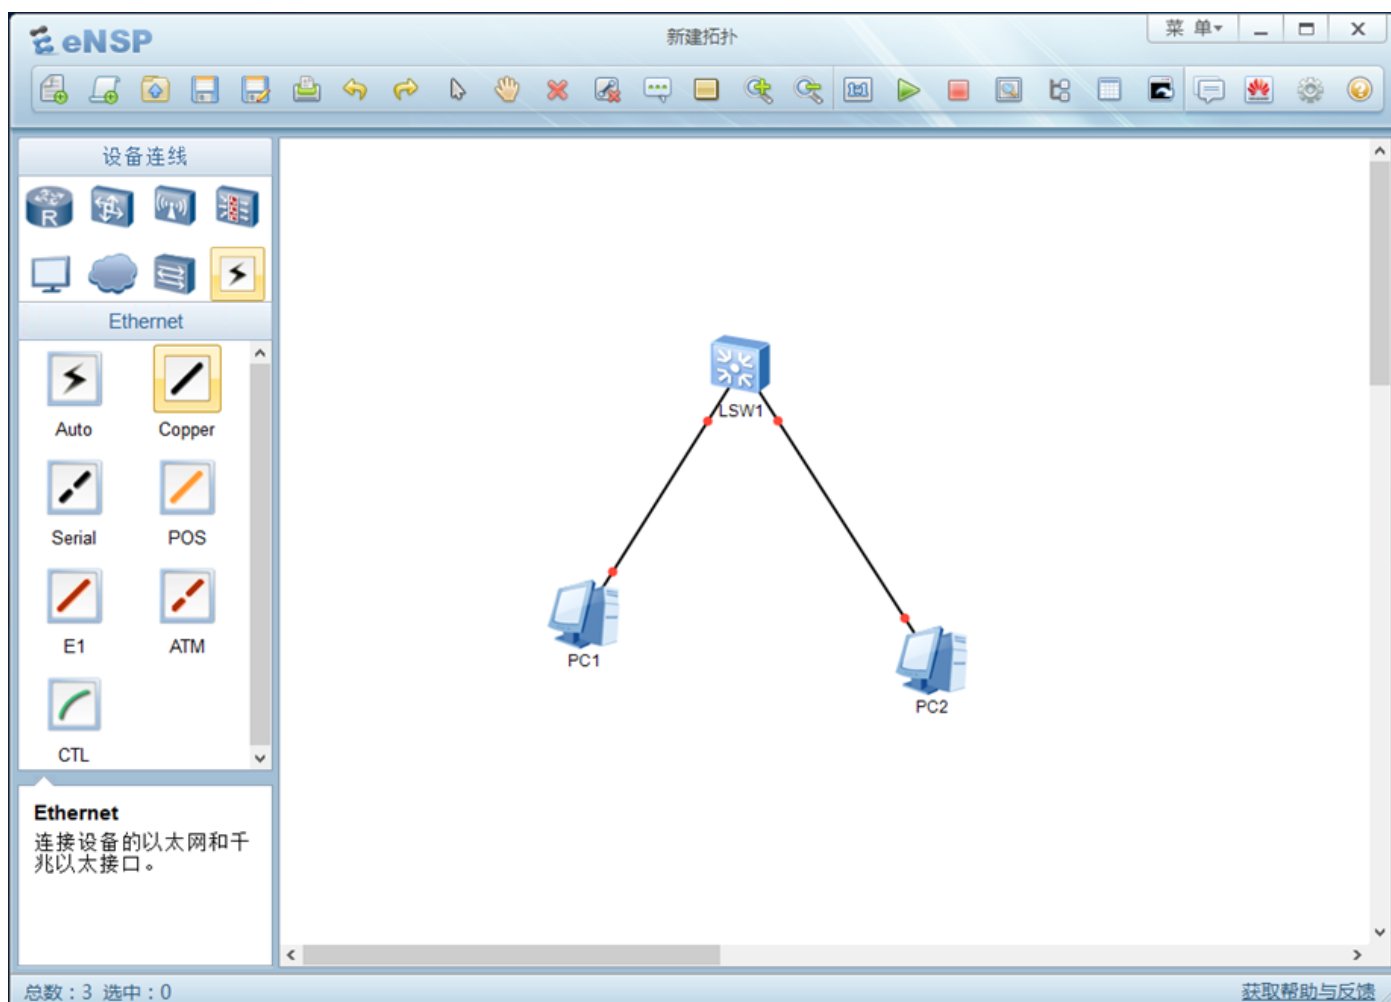 eNSP
新建拓扑
菜 单
设备连线
R
1:1
Ethernet
Auto
Copper
Serial
POS
E1
ATM
CTL
LSW1
PC1
PC2
Ethernet
连接设备的以太网和千
兆以太接口。
总数：3 选中：0
获取帮助与反馈